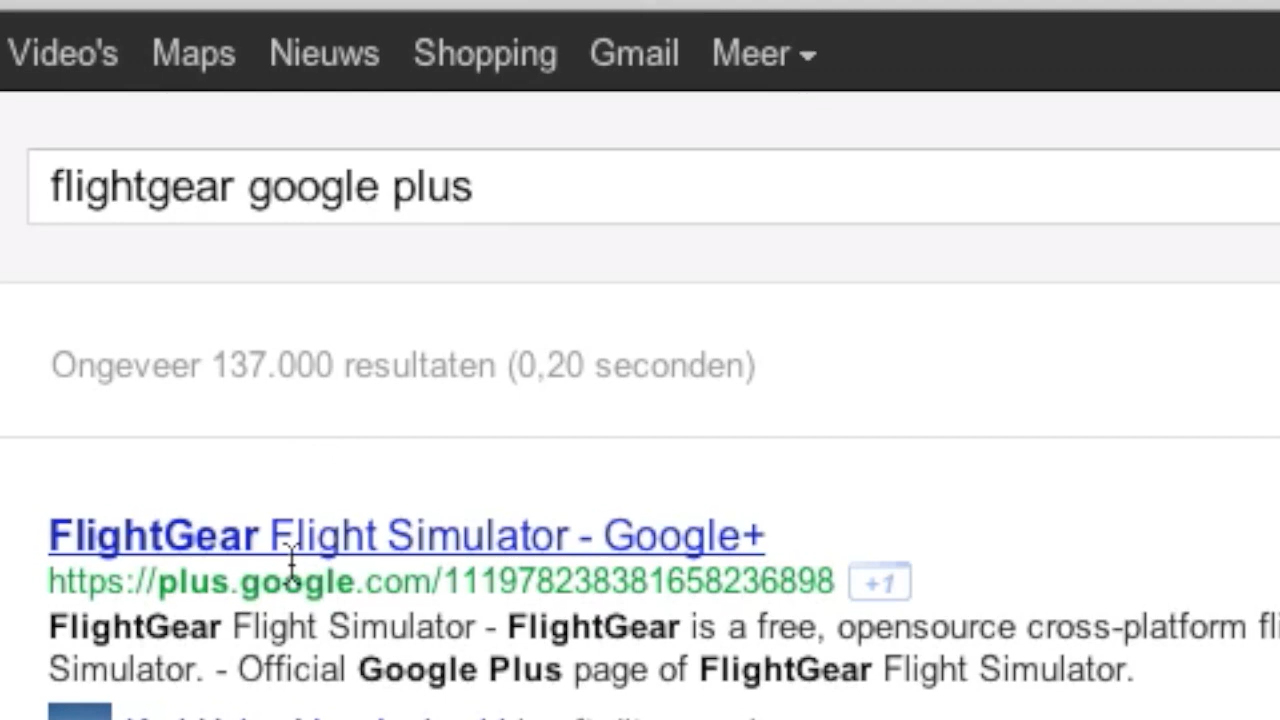 Video's Maps Nieuws Shopping Gmail Meer
flightgear google plus
Ongeveer 137.000 resultaten (0,20 seconden)
FlightGear Flight Simulator - Google+
https://plus.google.com/111978238381658236898 +1
FlightGear Flight Simulator - FlightGear is a free, opensource cross-platform fli
Simulator. - Official Google Plus page of FlightGear Flight Simulator.